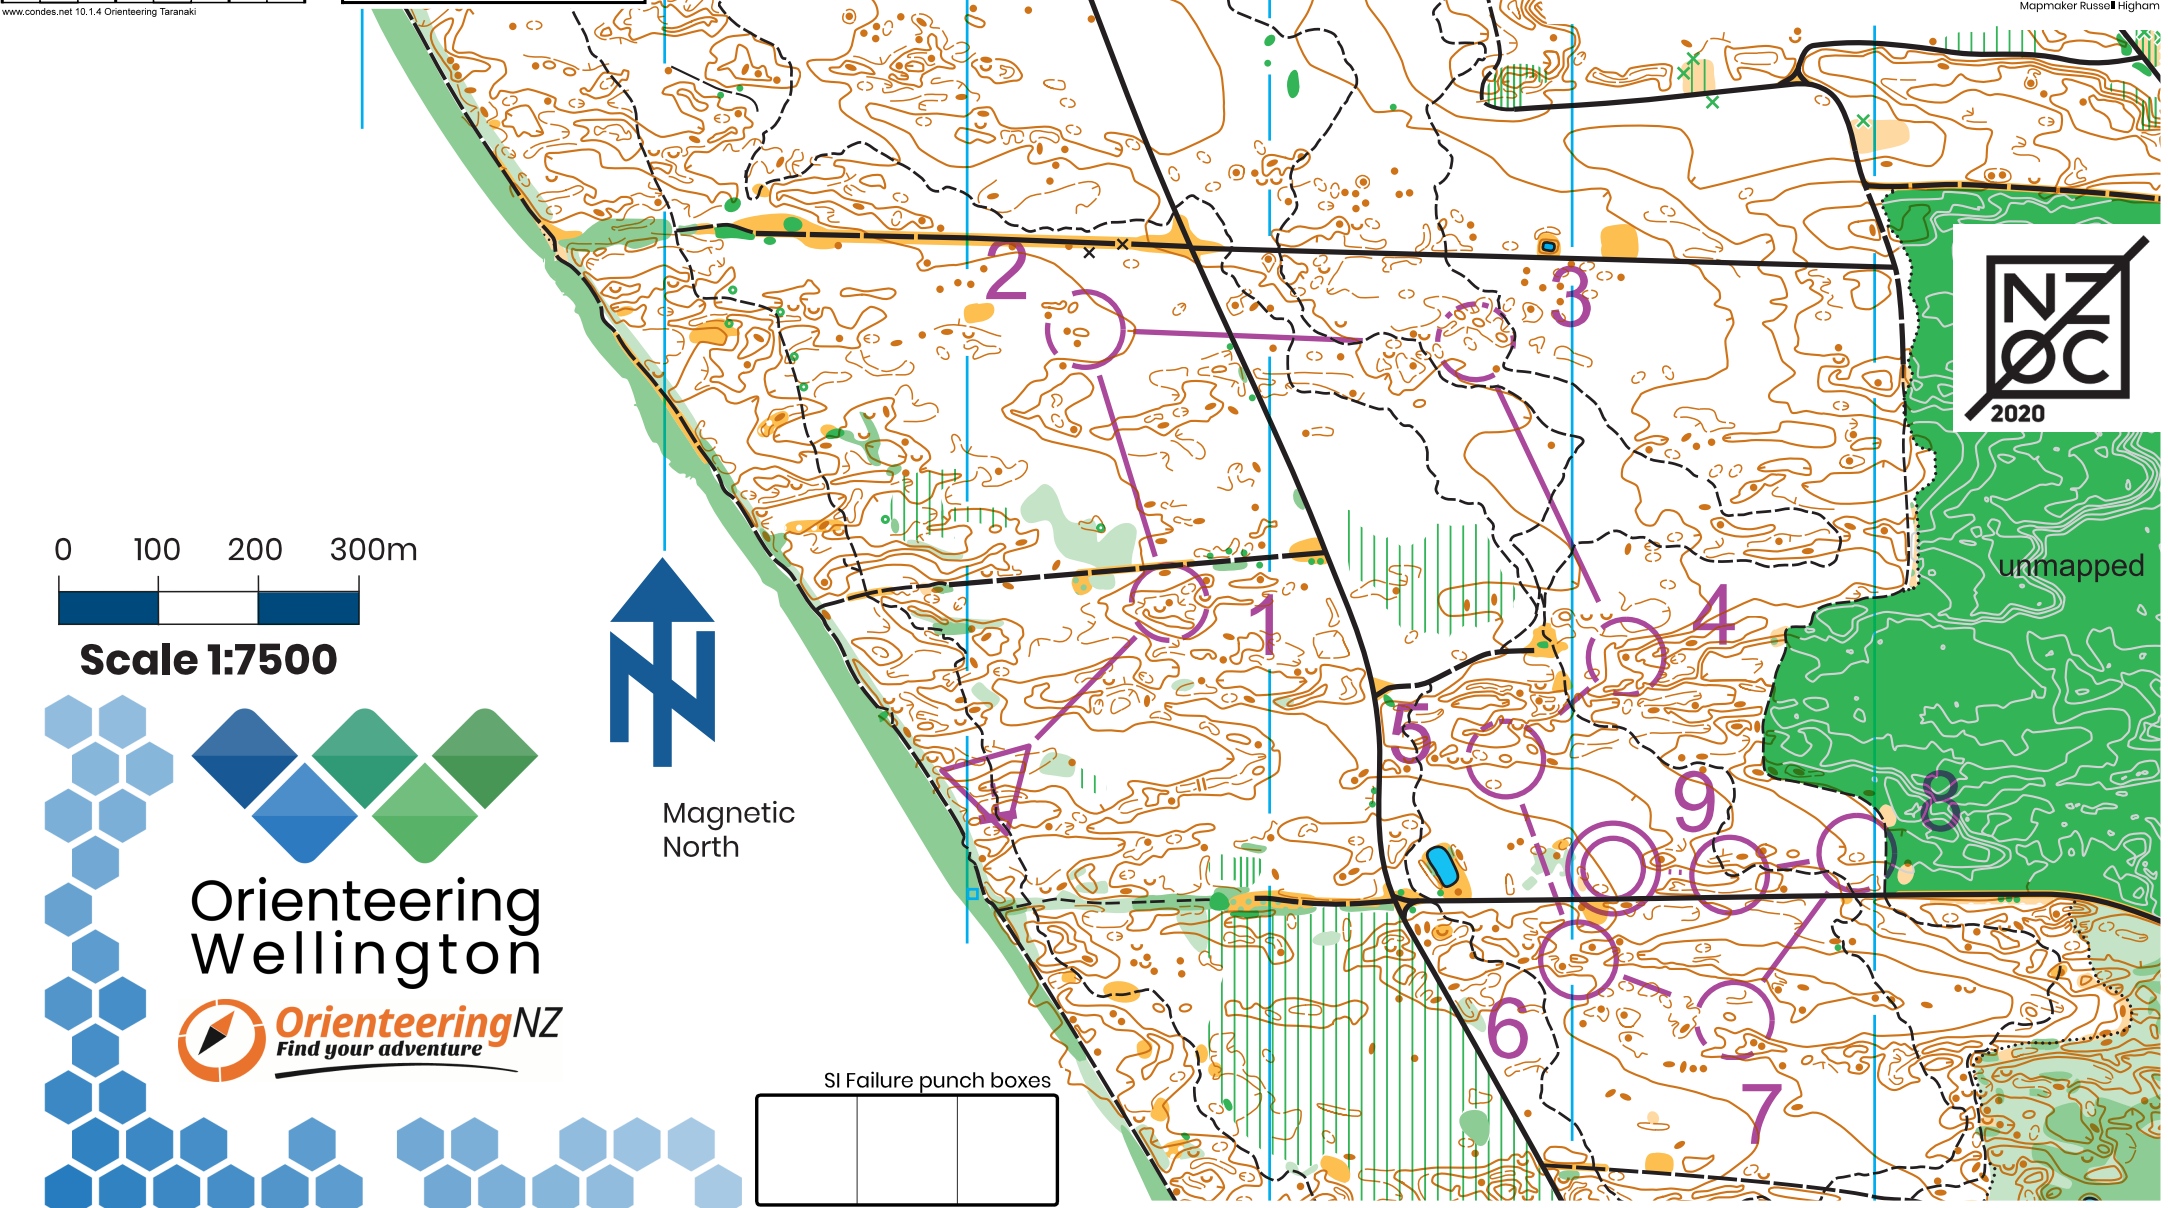 www.condes.net 10.1.4 Orienteering Taranaki
Mapmaker Russell Higham
2
3
NZ
OC
2020
0 100 200 300m
Scale 1:7500
unmapped
1
4
5
Magnetic
North
9
8
Orienteering
Wellington
OrienteeringNZ
Find your adventure
6
7
SI Failure punch boxes